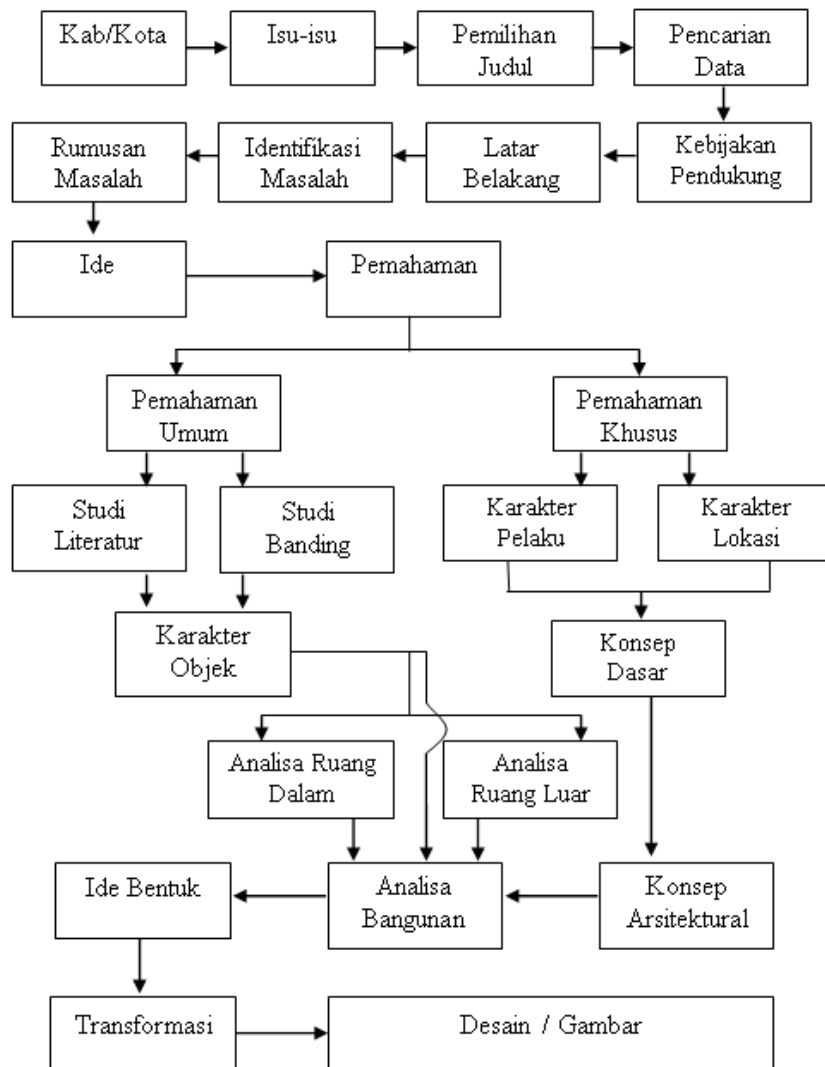 Kab/Kota
Isu-isu
Pemilihan
Judul
Pencarian
Data
Rumusan
Masalah
Identifikasi
Masalah
Latar
Belakang
Kebijakan
Pendukung
Ide
Pemahaman
Pemahaman
Umum
Pemahaman
Khusus
Studi
Literatur
Studi
Banding
Karakter
Pelaku
Karakter
Lokasi
Karakter
Objek
Konsep
Dasar
Analisa Ruang
Dalam
Analisa
Ruang Luar
Ide Bentuk
Analisa
Bangunan
Konsep
Arsitektural
Transformasi
Desain / Gambar